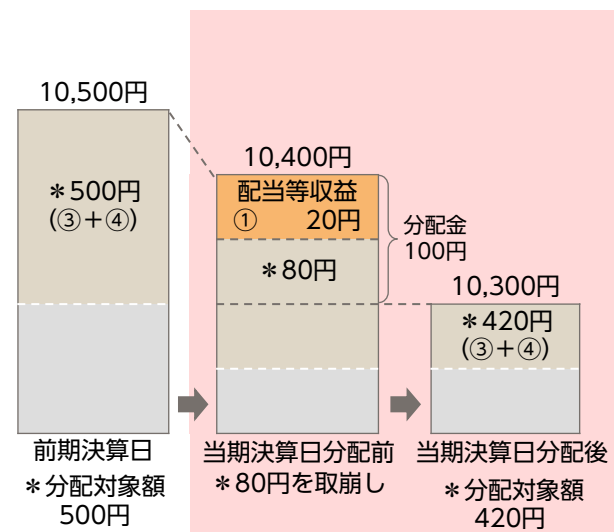 10,500円
＊500円
(③＋④)
前期決算日
＊分配対象額
500円
10,400円
配当等収益
① 20円
＊80円
分配金
100円
当期決算日分配前
＊80円を取崩し
10,300円
＊420円
(③＋④)
当期決算日分配後
＊分配対象額
420円